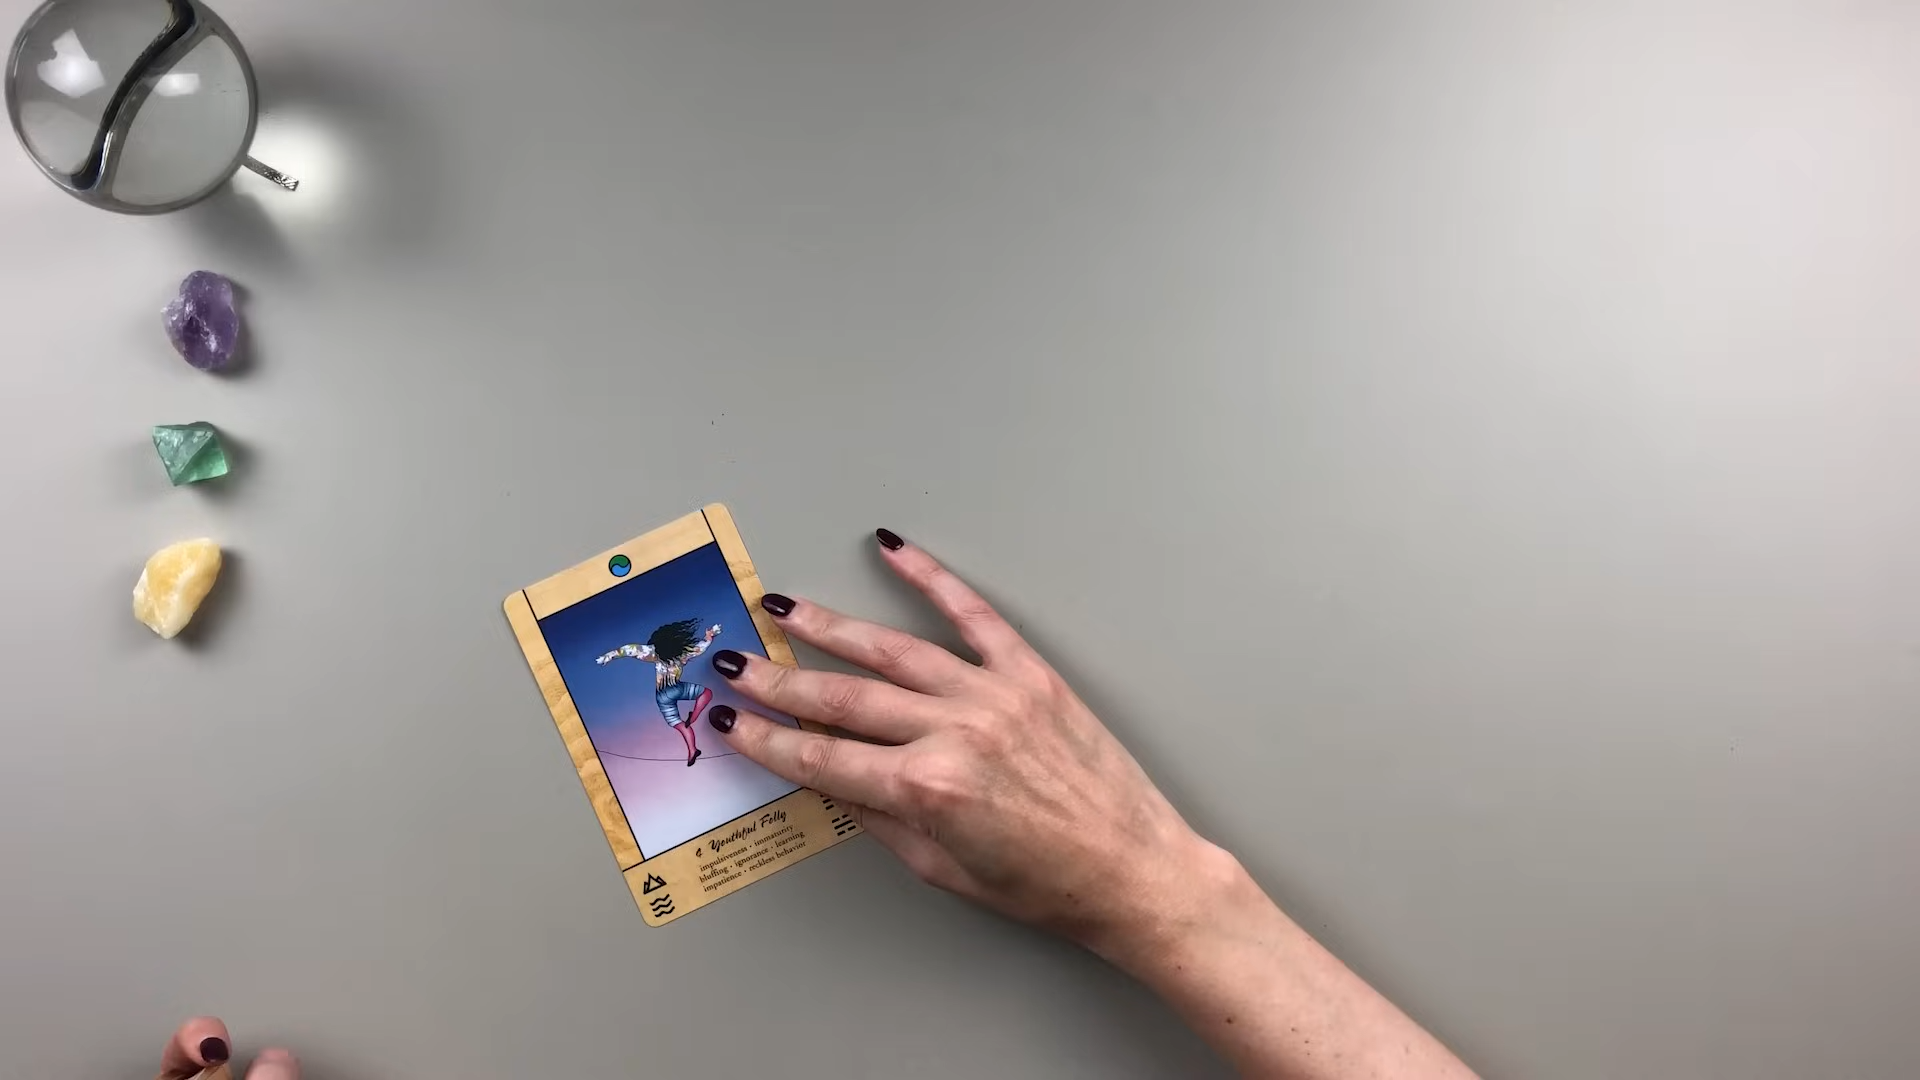 4 Youthful Folly
impulsiveness • immaturity
bluffing • ignorance • learning
impatience • reckless behavior